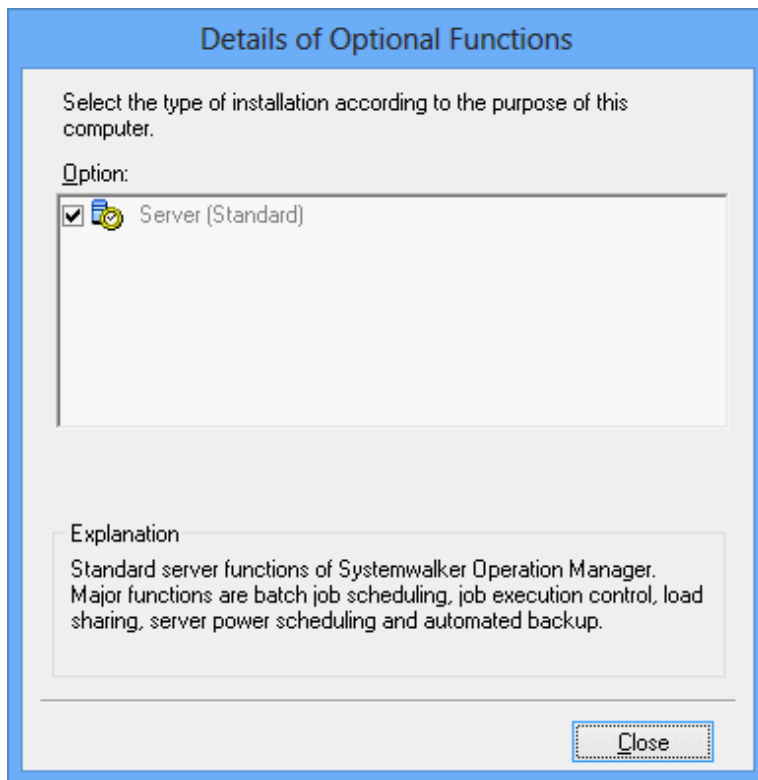 Details of Optional Functions
Select the type of installation according to the purpose of this
computer.
Option:
Server (Standard)
Explanation
Standard server functions of Systemwalker Operation Manager.
Major functions are batch job scheduling, job execution control, load
sharing, server power scheduling and automated backup.
Close